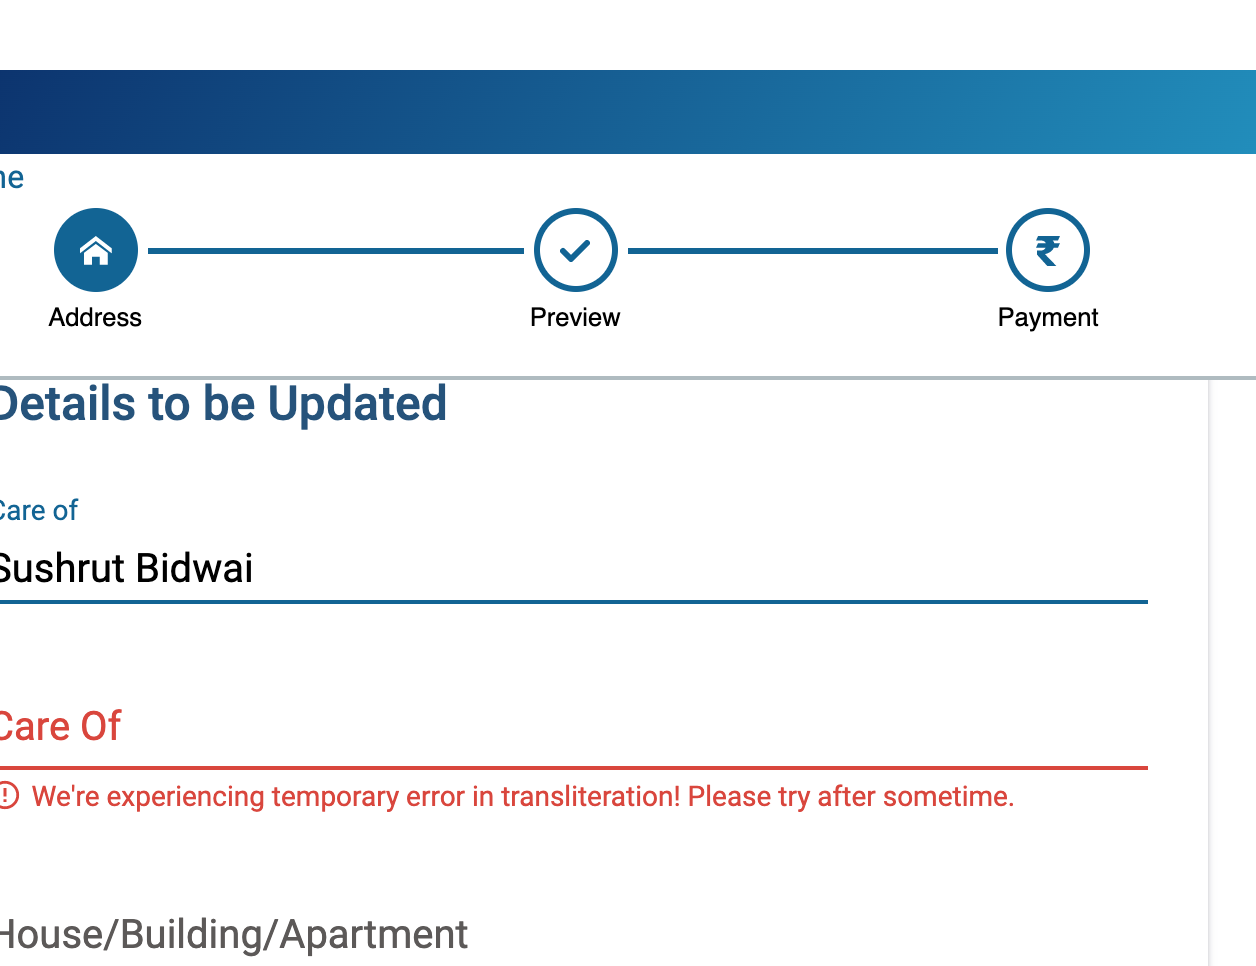 ne
Address
Preview
Payment
Details to be Updated
Care of
Sushrut Bidwai
Care Of
We're experiencing temporary error in transliteration! Please try after sometime.
House/Building/Apartment